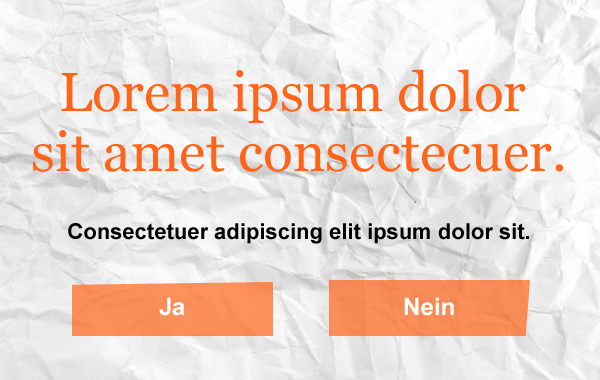 Lorem ipsum dolor
sit amet consectecuer.
Consectetuer adipiscing elit ipsum dolor sit.
Ja
Nein